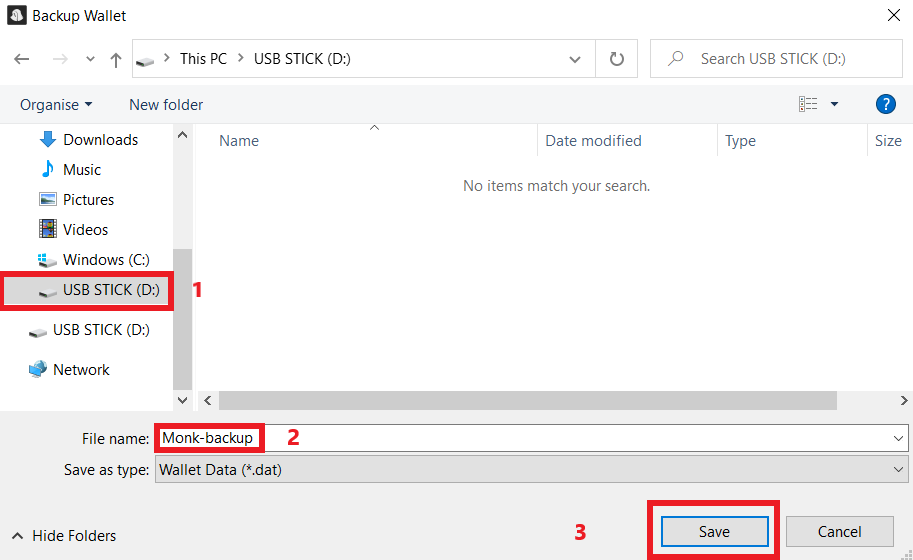 Backup Wallet
This PC USB STICK (D:)
Search USB STICK (D:)
Organise New folder
?
Name Date modified Type Size
No items match your search.
Downloads
Music
Pictures
Videos
Windows (C:)
USB STICK (D:) 1
USB STICK (D:)
Network
File name: Monk-backup 2
Save as type: Wallet Data (*.dat)
Hide Folders
3 Save Cancel